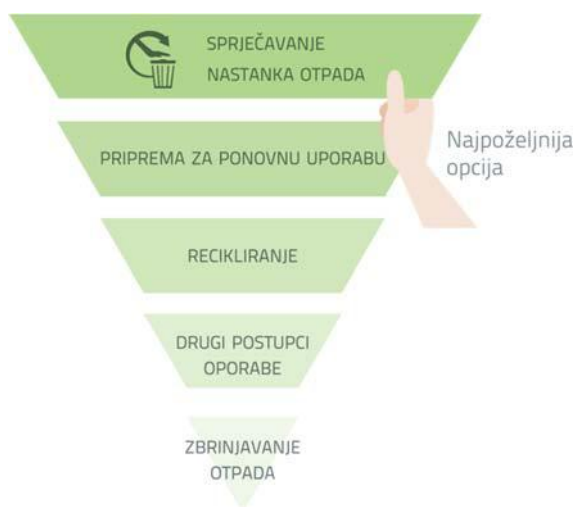 SPRJEČAVANJE
NASTANKA OTPADA
PRIPREMA ZA PONOVNU UPORABU
Najpoželjnija
opcija
RECIKLIRANJE
DRUGI POSTUPCI
OPORABE
ZBRINJAVANJE
OTPADA